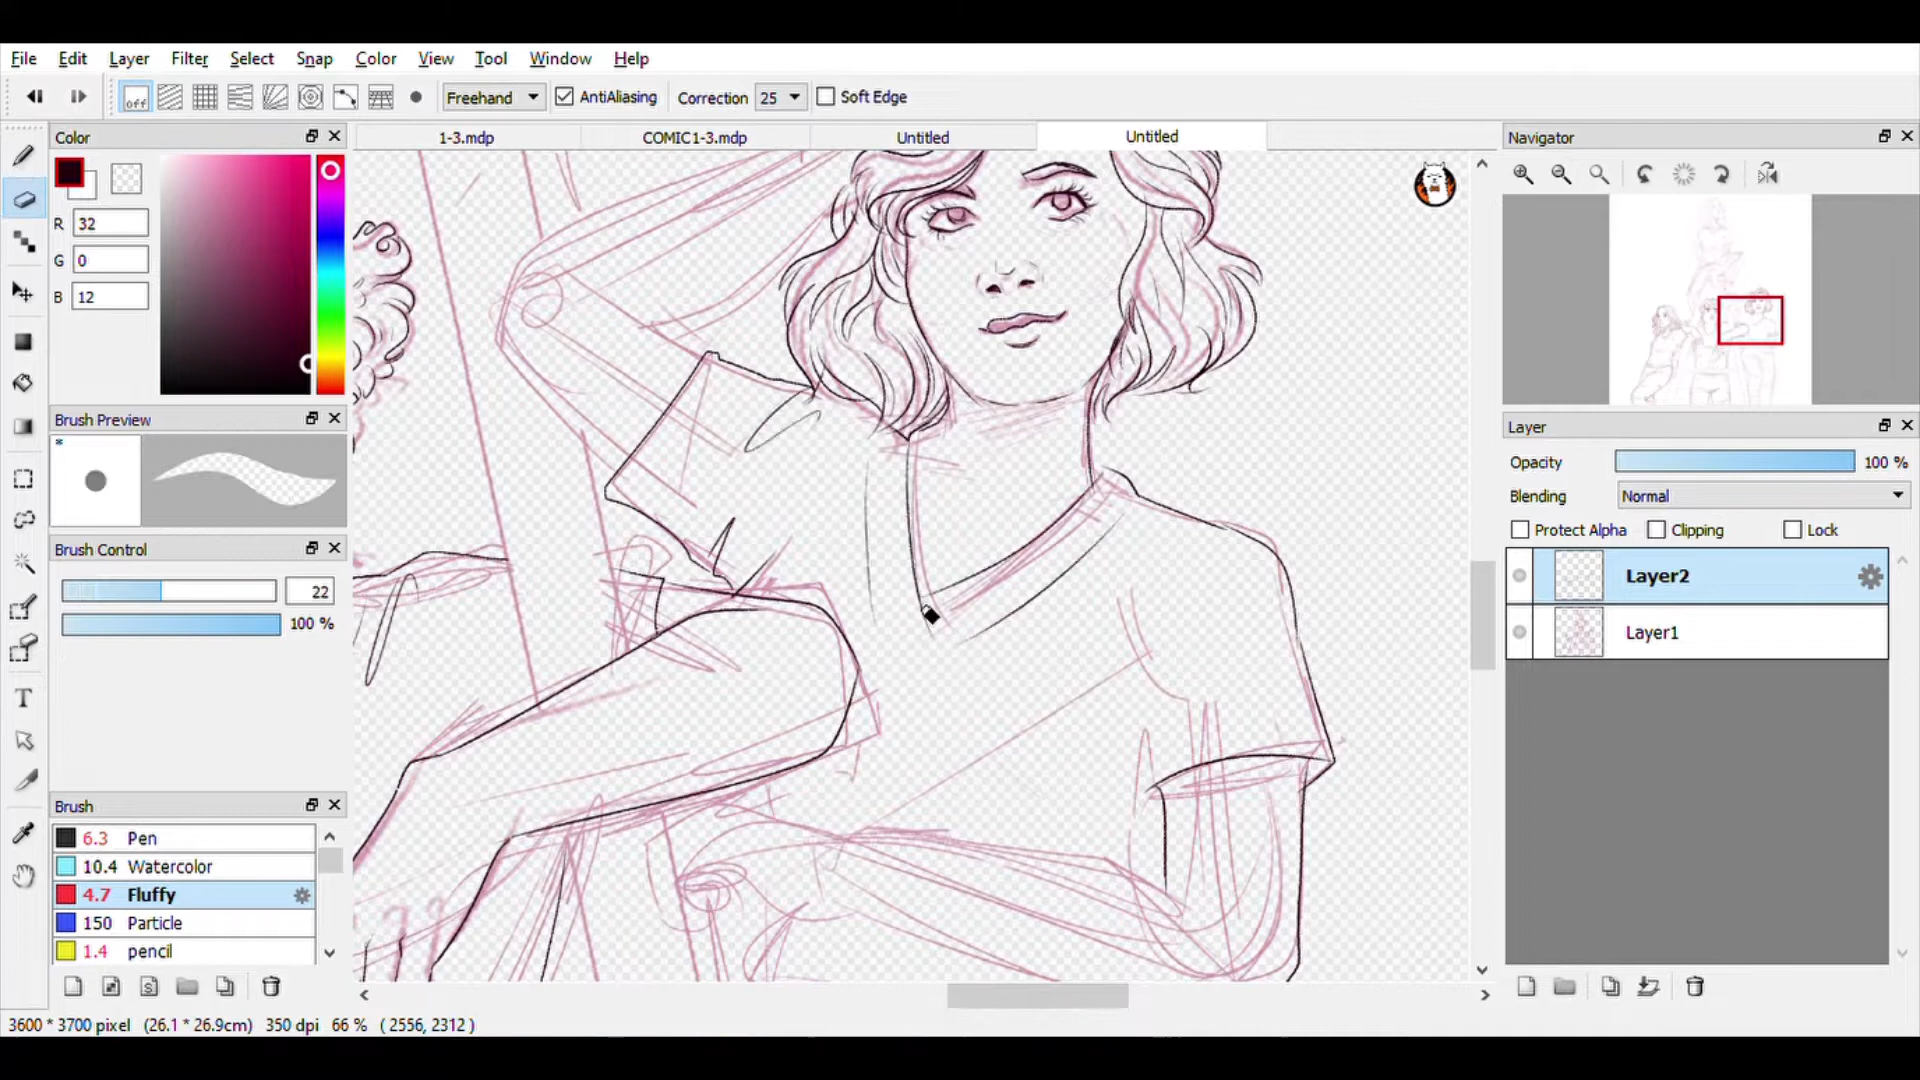 File Edit Layer Filter Select Snap Color View Tool Window Help
off Freehand AntiAliasing Correction 25 Soft Edge
Color
1-3.mdp COMIC1-3.mdp Untitled Untitled
Navigator
R 32
G 0
B 12
Brush Preview
*
Layer
Opacity 100 %
Blending Normal
Protect Alpha Clipping Lock
Brush Control
22
100 %
Layer2
Layer1
T
Brush
6.3 Pen
10.4 Watercolor
4.7 Fluffy
150 Particle
1.4 pencil
S
3600 * 3700 pixel (26.1 * 26.9cm) 350 dpi 66 % ( 2556, 2312 )